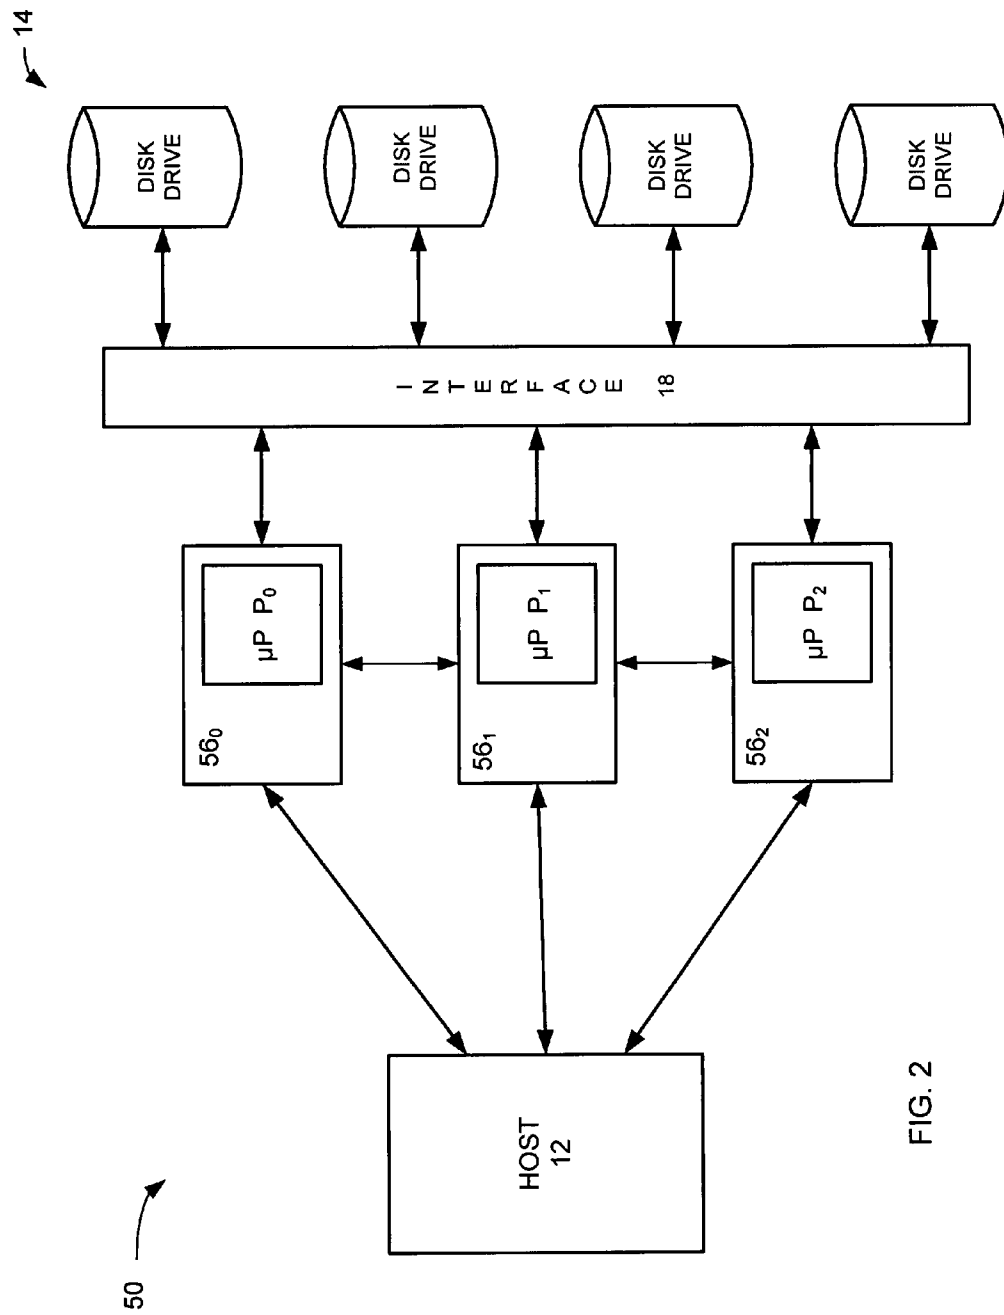 14
50
DISK
DRIVE
56₀
µP P₀
DISK
DRIVE
INTERFACE
18
56₁
µP P₁
HOST
12
DISK
DRIVE
56₂
µP P₂
DISK
DRIVE
FIG. 2